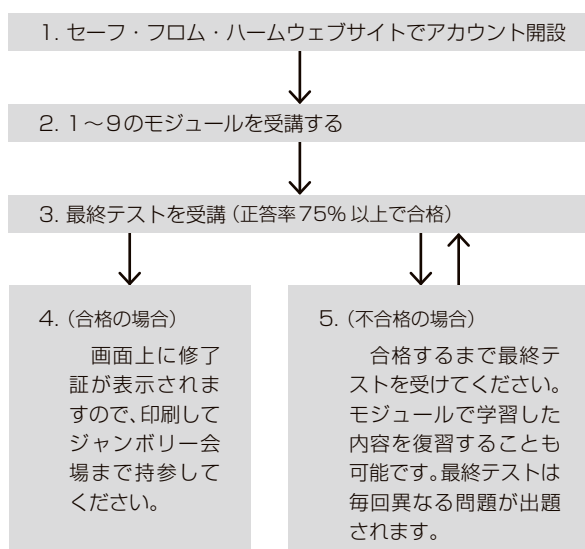 1. セーフ・フロム・ハームウェブサイトでアカウント開設
2. 1～9のモジュールを受講する
3. 最終テストを受講（正答率75％以上で合格）
4.（合格の場合）
画面上に修了
証が表示されま
すので、印刷して
ジャンボリー会
場まで持参して
ください。
5.（不合格の場合）
合格するまで最終テ
ストを受けてください。
モジュールで学習した
内容を復習することも
可能です。最終テストは
毎回異なる問題が出題
されます。